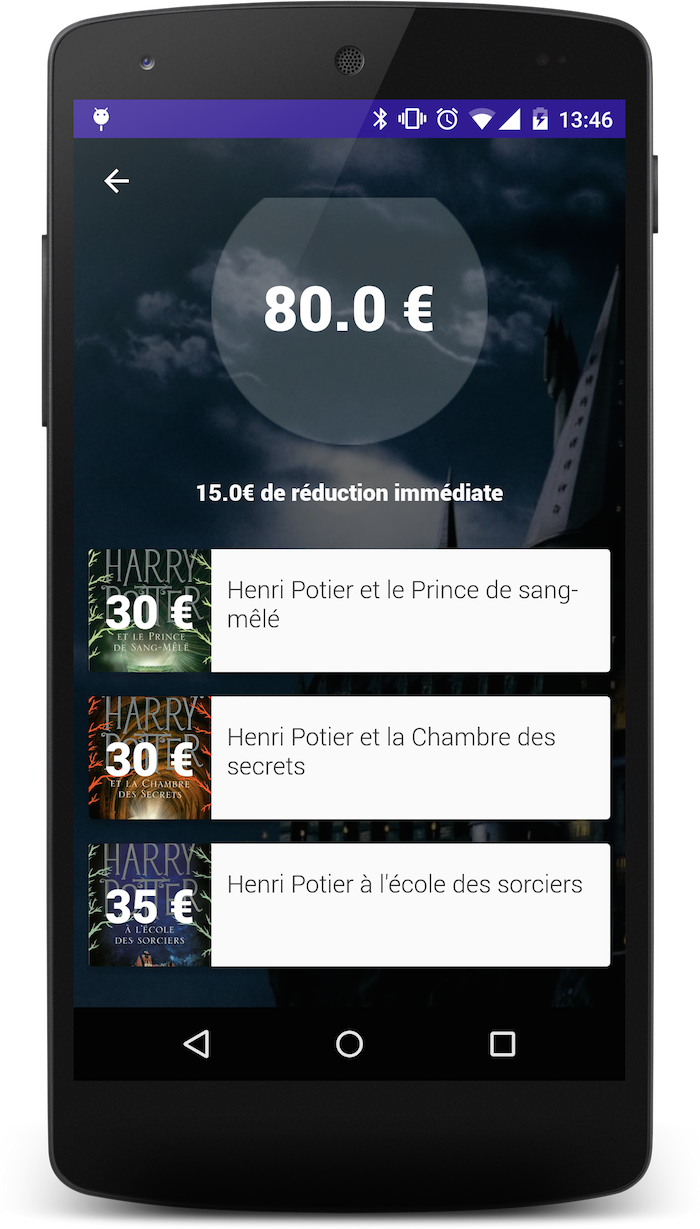 13:46
80.0 €
15.0€ de réduction immédiate
HARRY
POTTER
30 €
ET LE PRINCE
DE SANG-MÊLÉ
Henri Potier et le Prince de sang-
mêlé
HARRY
POTTER
30 €
ET LA CHAMBRE
DES SECRETS
Henri Potier et la Chambre des
secrets
HARRY
POTTER
35 €
À L'ÉCOLE
DES SORCIERS
Henri Potier à l'école des sorciers